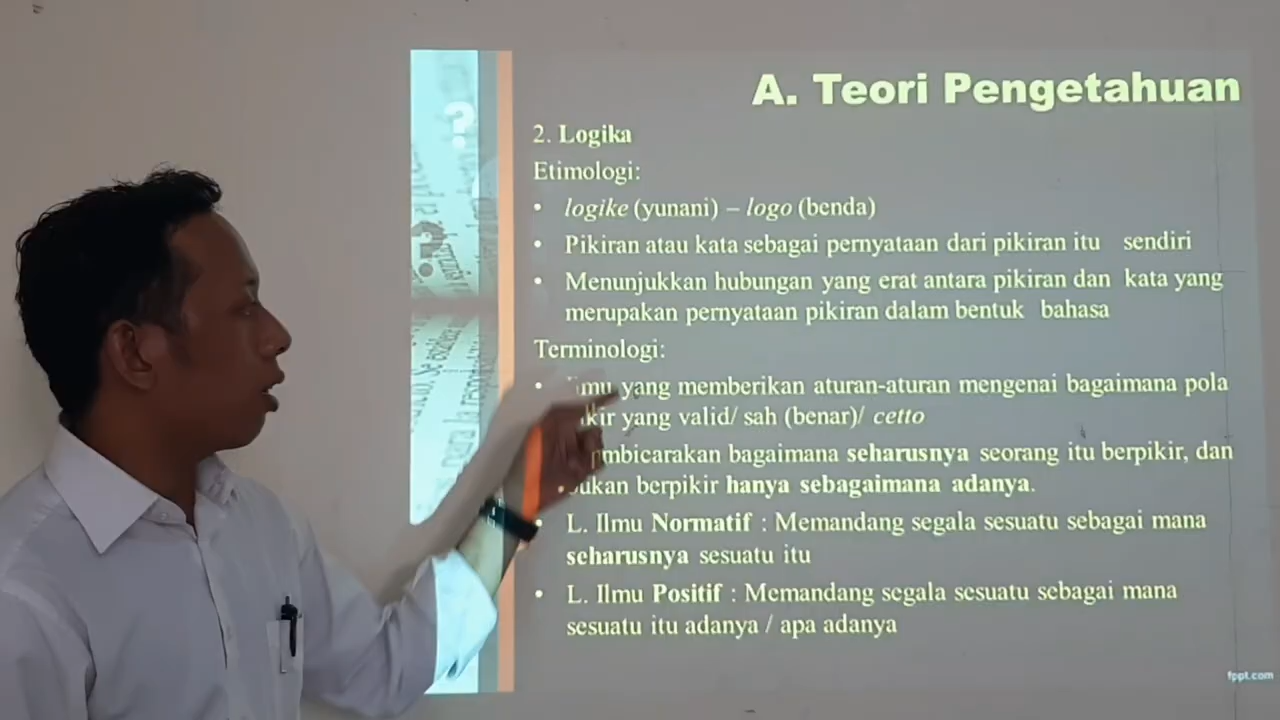 A. Teori Pengetahuan
2. Logika
Etimologi:
• logike (yunani) – logo (benda)
• Pikiran atau kata sebagai pernyataan dari pikiran itu sendiri
• Menunjukkan hubungan yang erat antara pikiran dan kata yang
merupakan pernyataan pikiran dalam bentuk bahasa
Terminologi:
• yang memberikan aturan-aturan mengenai bagaimana pola
yang valid/ sah (benar)/ cetto
bagaimana seharusnya seorang itu berpikir, dan
berpikir hanya sebagaimana adanya.
• L. Ilmu Normatif : Memandang segala sesuatu sebagai mana
seharusnya sesuatu itu
• L. Ilmu Positif : Memandang segala sesuatu sebagai mana
sesuatu itu adanya / apa adanya
fppt.com